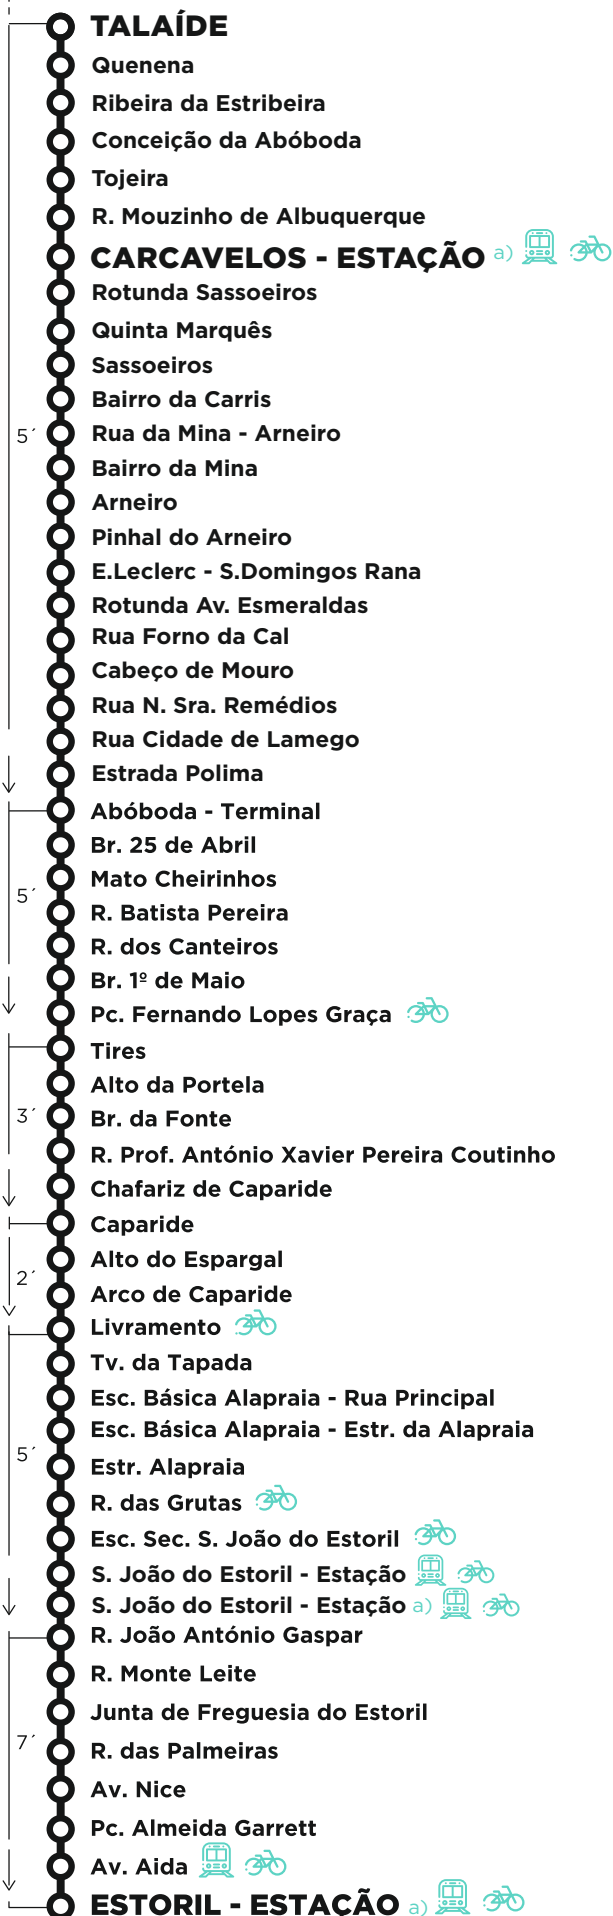 TALAÍDE
Quenena
Ribeira da Estribeira
Conceição da Abóboda
Tojeira
R. Mouzinho de Albuquerque
CARCAVELOS - ESTAÇÃO a)
Rotunda Sassoeiros
Quinta Marquês
Sassoeiros
Bairro da Carris
5´ Rua da Mina - Arneiro
Bairro da Mina
Arneiro
Pinhal do Arneiro
E.Leclerc - S.Domingos Rana
Rotunda Av. Esmeraldas
Rua Forno da Cal
Cabeço de Mouro
Rua N. Sra. Remédios
Rua Cidade de Lamego
Estrada Polima
Abóboda - Terminal
Br. 25 de Abril
Mato Cheirinhos
5´
R. Batista Pereira
R. dos Canteiros
Br. 1º de Maio
Pc. Fernando Lopes Graça
Tires
Alto da Portela
3´ Br. da Fonte
R. Prof. António Xavier Pereira Coutinho
Chafariz de Caparide
Caparide
Alto do Espargal
2´
Arco de Caparide
Livramento
Tv. da Tapada
Esc. Básica Alapraia - Rua Principal
Esc. Básica Alapraia - Estr. da Alapraia
5´
Estr. Alapraia
R. das Grutas
Esc. Sec. S. João do Estoril
S. João do Estoril - Estação
S. João do Estoril - Estação a)
R. João António Gaspar
R. Monte Leite
Junta de Freguesia do Estoril
7´
R. das Palmeiras
Av. Nice
Pc. Almeida Garrett
Av. Aida
ESTORIL - ESTAÇÃO a)